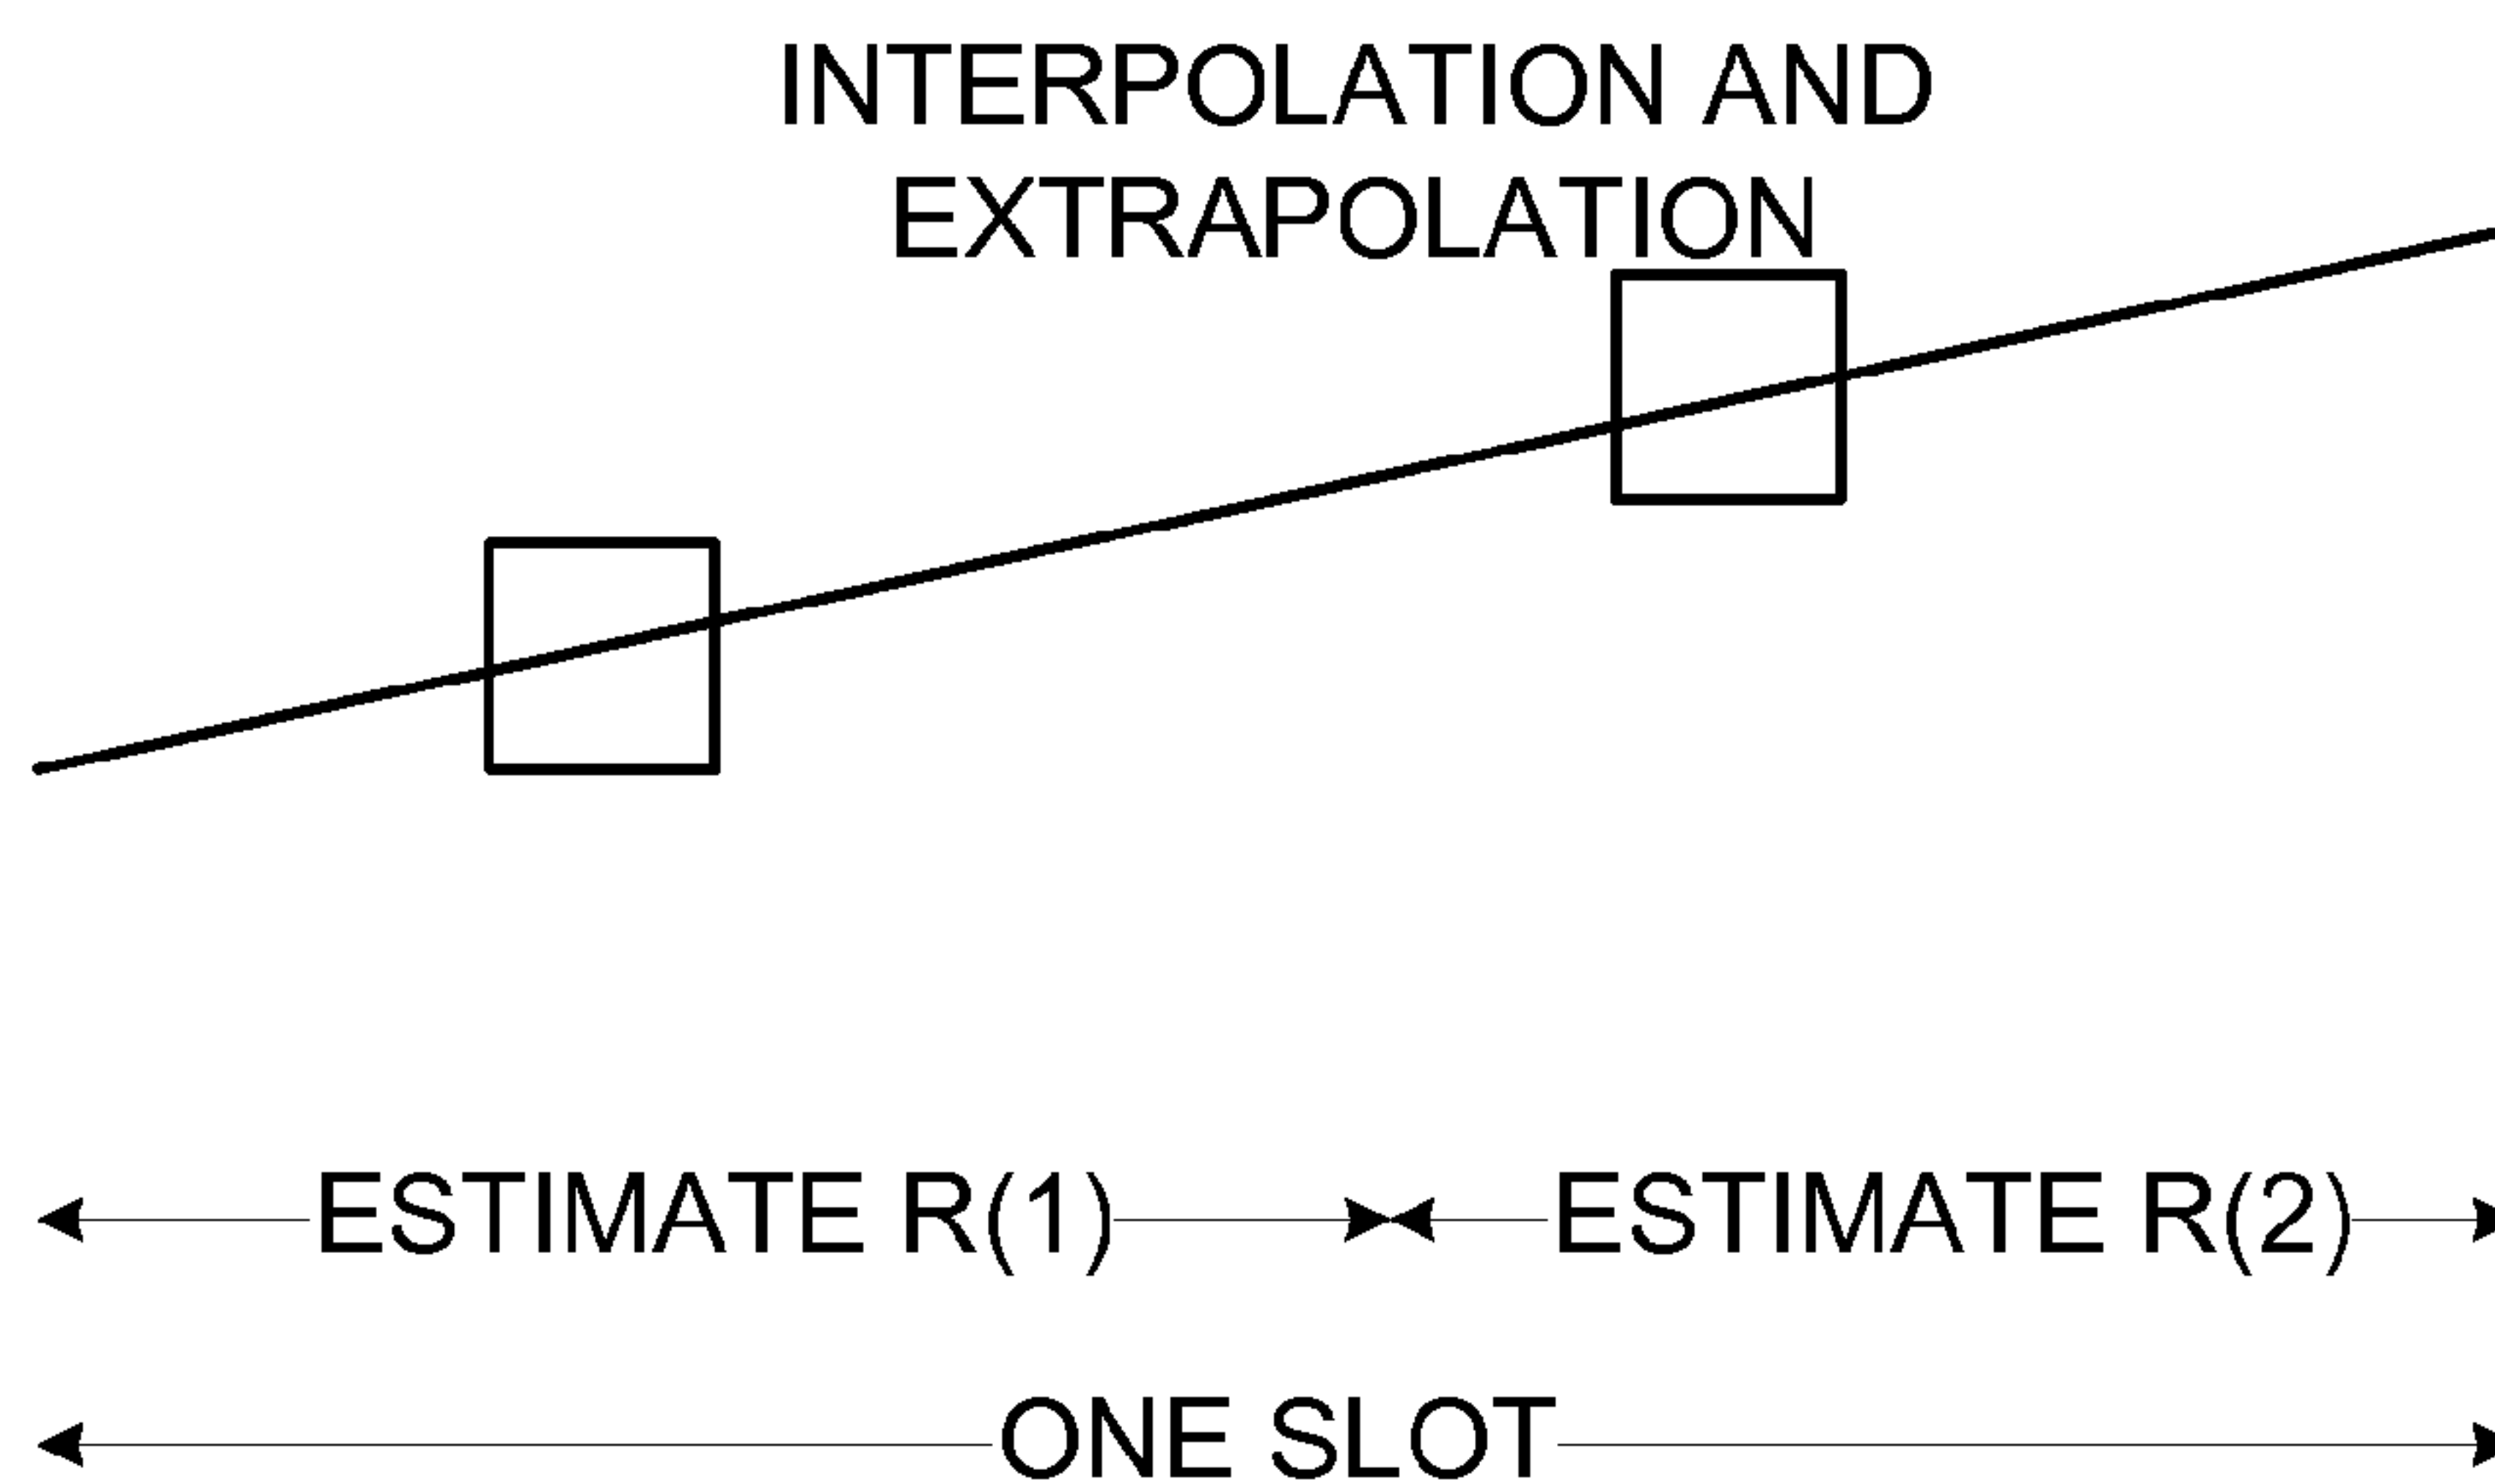 INTERPOLATION AND
EXTRAPOLATION
ESTIMATE R(1) ESTIMATE R(2)
ONE SLOT